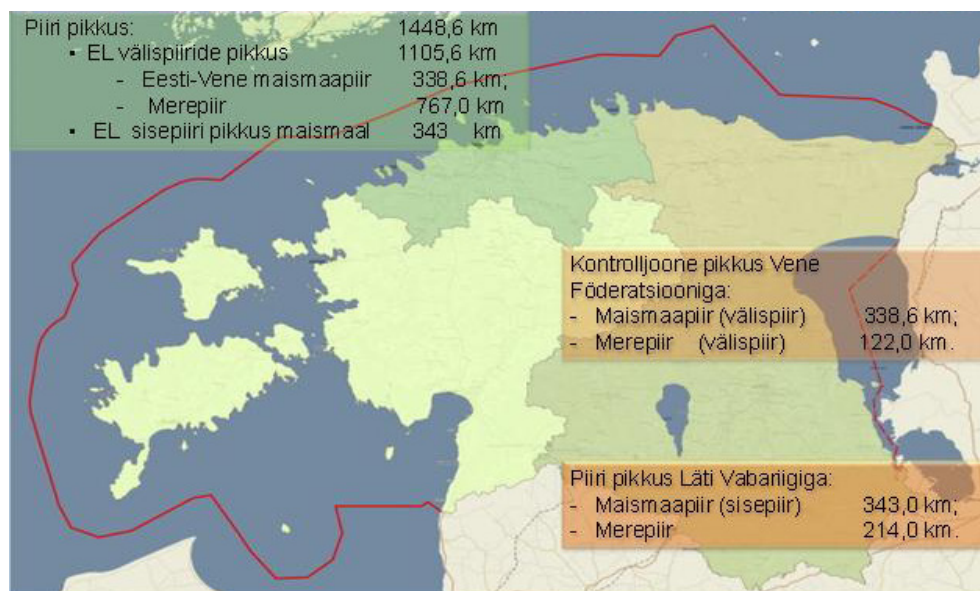 Piiri pikkus: 1448,6 km
▪ EL välispiiride pikkus 1105,6 km
- Eesti-Vene maismaapiir 338,6 km;
- Merepiir 767,0 km
▪ EL sisepiiri pikkus maismaal 343 km
Kontrolljoone pikkus Vene
Föderatsiooniga:
- Maismaapiir (välispiir) 338,6 km;
- Merepiir (välispiir) 122,0 km.
Piiri pikkus Läti Vabariigiga:
- Maismaapiir (sisepiir) 343,0 km;
- Merepiir 214,0 km.